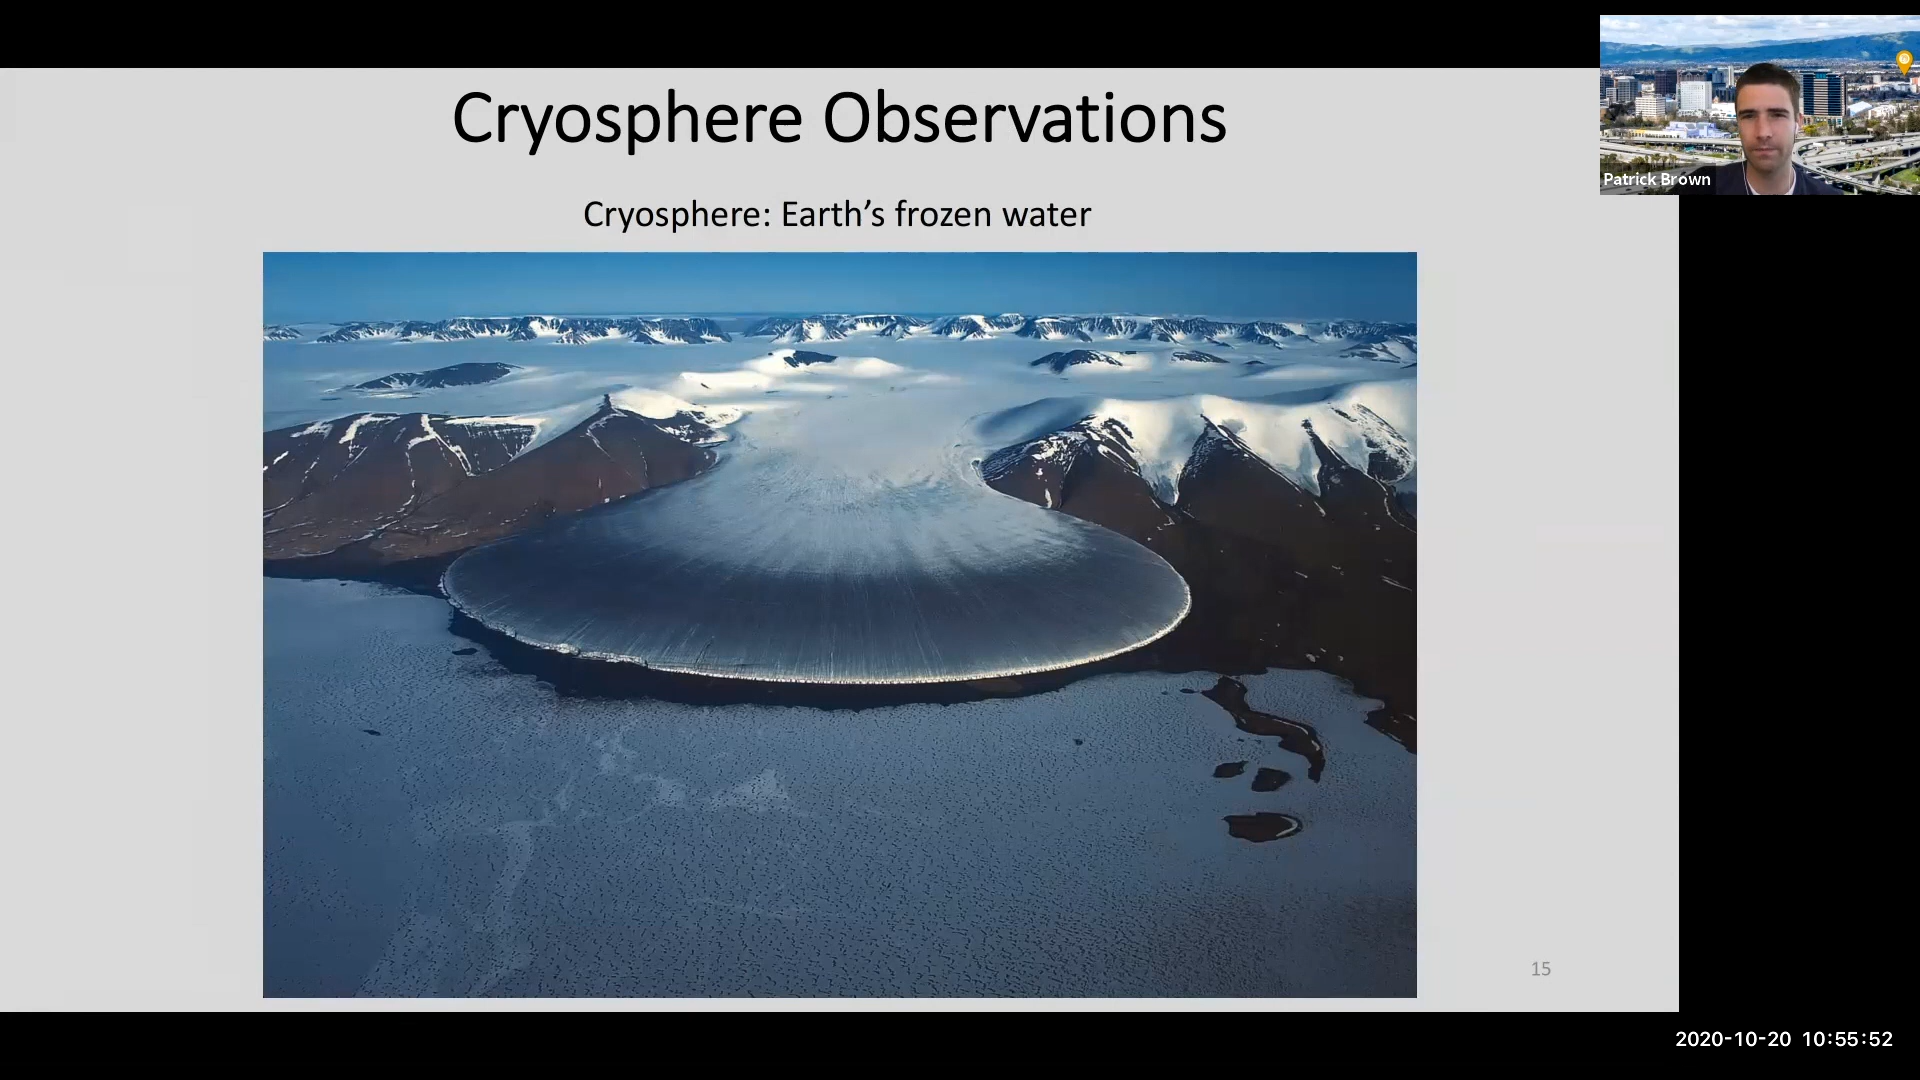 Cryosphere Observations
Cryosphere: Earth’s frozen water
Patrick Brown
15
2020-10-20 10:55:52